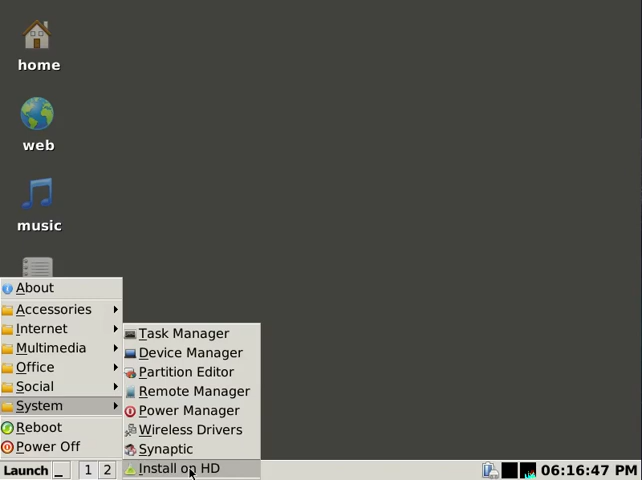 home
web
music
About
Accessories
Internet
Multimedia
Office
Social
System
Reboot
Power Off
Task Manager
Device Manager
Partition Editor
Remote Manager
Power Manager
Wireless Drivers
Synaptic
Install on HD
Launch _ 1 2 06:16:47 PM